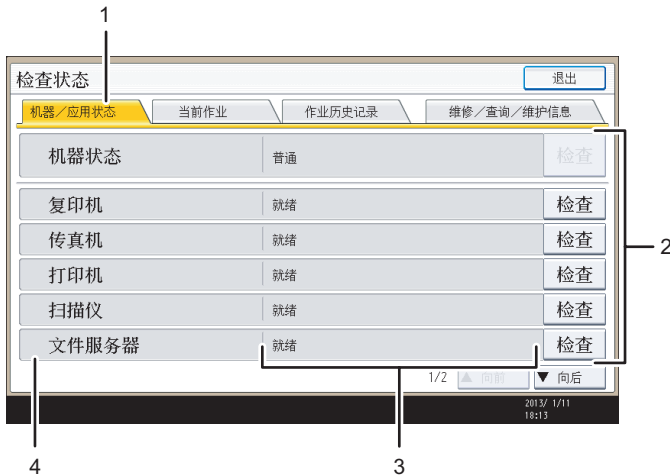 1
检查状态 退出
机器/应用状态 当前作业 作业历史记录 维修/查询/维护信息
机器状态 普通 检查
复印机 就绪 检查
传真机 就绪 检查
打印机 就绪 检查
扫描仪 就绪 检查
文件服务器 就绪 检查
2
1/2 ▲ 向前 ▼ 向后
2013/ 1/11
18:13
4 3